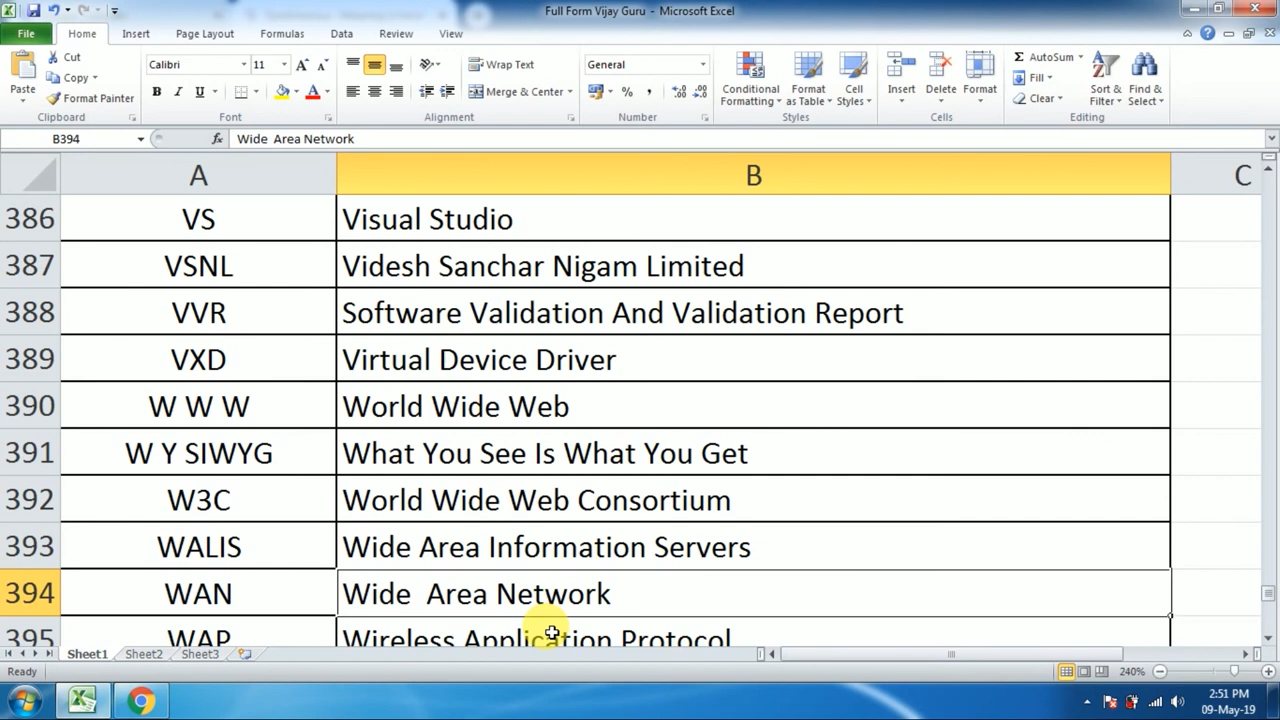 Full Form Vijay Guru - Microsoft Excel
File Home Insert Page Layout Formulas Data Review View
Paste
Cut
Copy
Format Painter
Clipboard
Calibri 11
B I U
Font
Wrap Text
Merge & Center
Alignment
General
%
Number
Conditional Formatting
Format as Table
Cell Styles
Styles
Insert Delete Format
Cells
AutoSum
Fill
Clear
Sort & Filter
Find & Select
Editing
B394 fx Wide  Area Network
A B C
386 VS Visual Studio
387 VSNL Videsh Sanchar Nigam Limited
388 VVR Software Validation And Validation Report
389 VXD Virtual Device Driver
390 W W W World Wide Web
391 W Y SIWYG What You See Is What You Get
392 W3C World Wide Web Consortium
393 WALIS Wide Area Information Servers
394 WAN Wide  Area Network
395 WAP Wireless Application Protocol
Sheet1 Sheet2 Sheet3
Ready 240%
2:51 PM
09-May-19